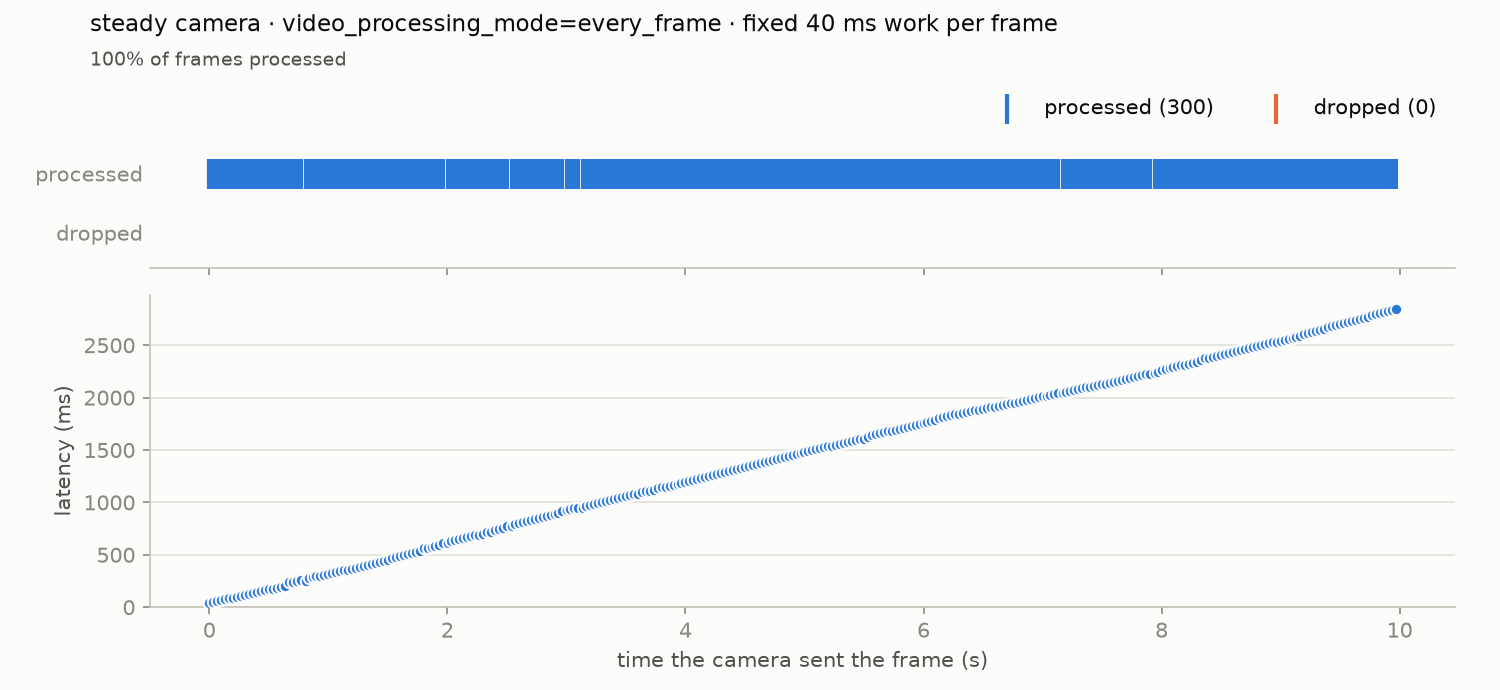 steady camera · video_processing_mode=every_frame · fixed 40 ms work per frame
100% of frames processed
processed (300) dropped (0)
processed
dropped
2500
2000
1500
1000
500
0
latency (ms)
0 2 4 6 8 10
time the camera sent the frame (s)